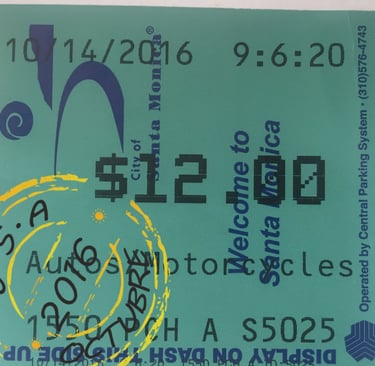 10/14/2016 9:6:20
City of
Santa Monica®
$12.00
Welcome to
Santa Monica
Operated by Central Parking System • (310)576-4743
S.A
2016
Autos Motorcycles
1550 PCH A S5025
DISPLAY ON DASH THIS SIDE UP